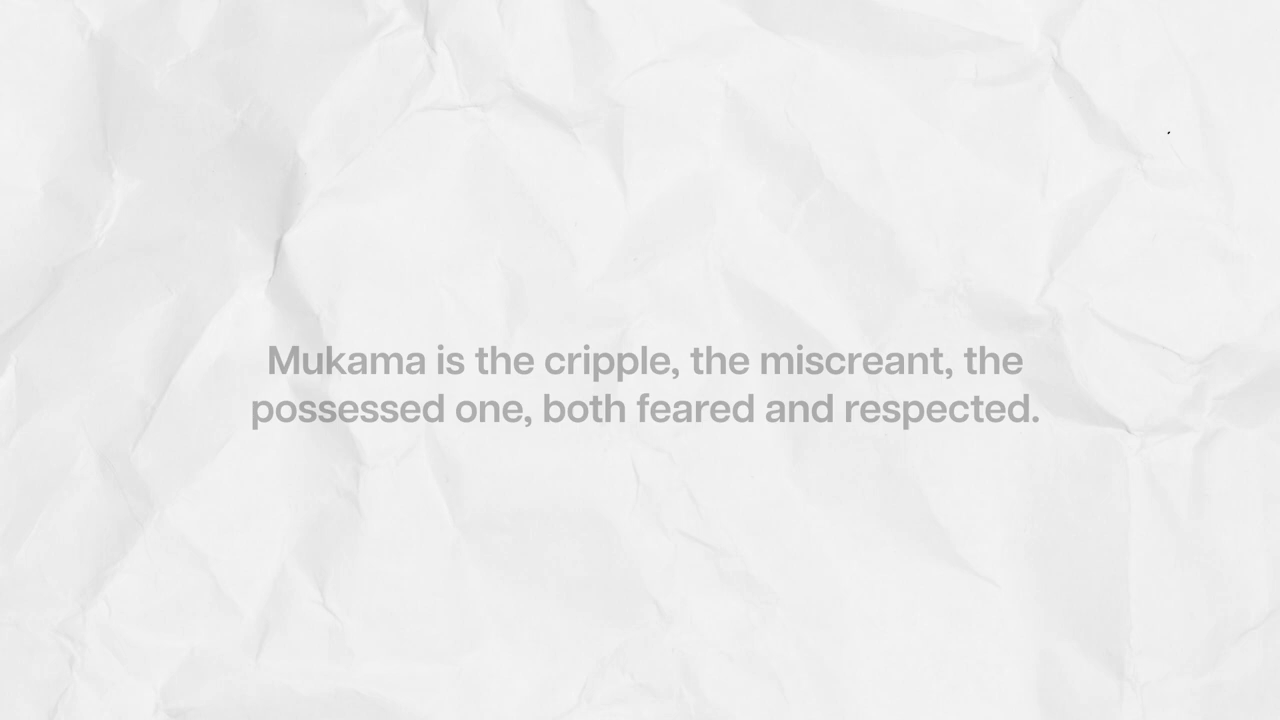 Mukama is the cripple, the miscreant, the
possessed one, both feared and respected.